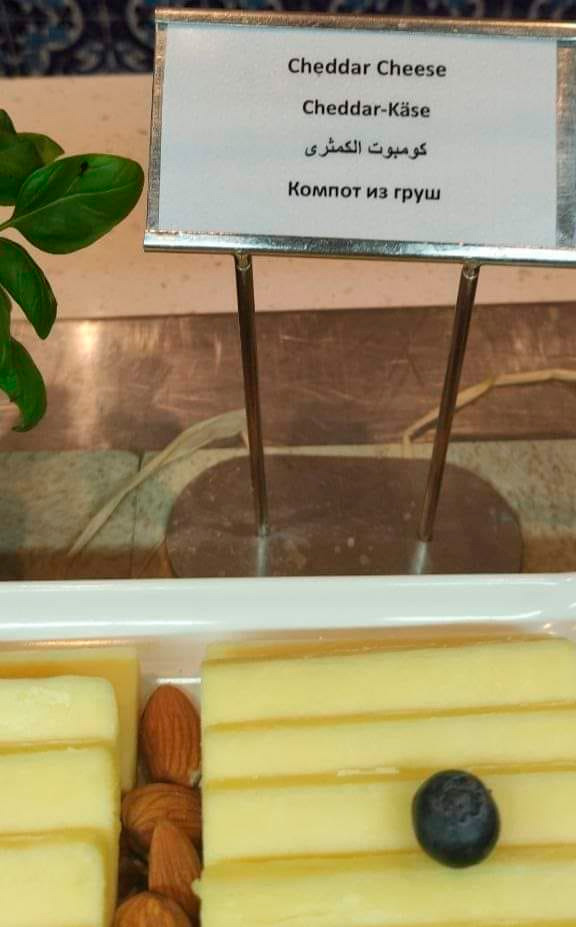 Cheddar Cheese
Cheddar-Käse
كومبوت الكمثرى
Компот из груш